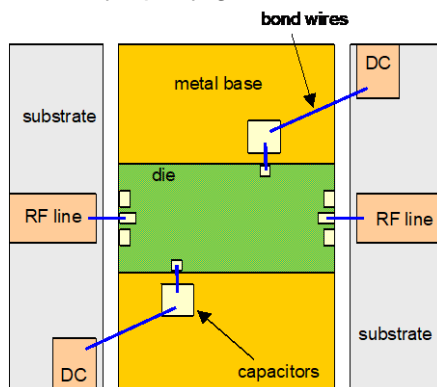 bond wires
DC
metal base
substrate
die
RF line
RF line
substrate
capacitors
DC